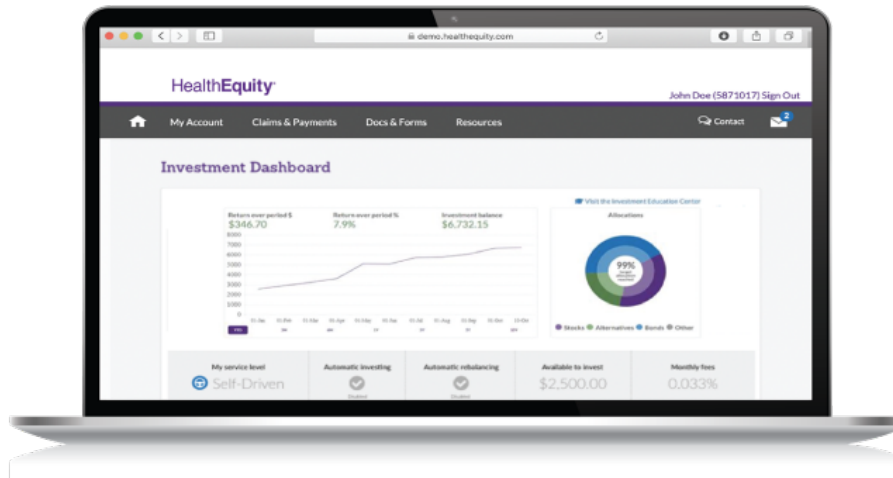 demo.healthequity.com
HealthEquity
John Doe (5871017) Sign Out
My Account Claims & Payments Docs & Forms Resources Contact 2
Investment Dashboard
Visit the Investment Education Center
Return over period $ Return over period % Investment balance
$346.70 7.9% $6,732.15
Allocations
8000
7000
6000
5000
4000
3000
2000
1000
0
99%
Stocks Alternatives Bonds Other
My service level Automatic investing Automatic rebalancing Available to invest Monthly fees
Self-Driven $2,500.00 0.033%
Disabled Disabled